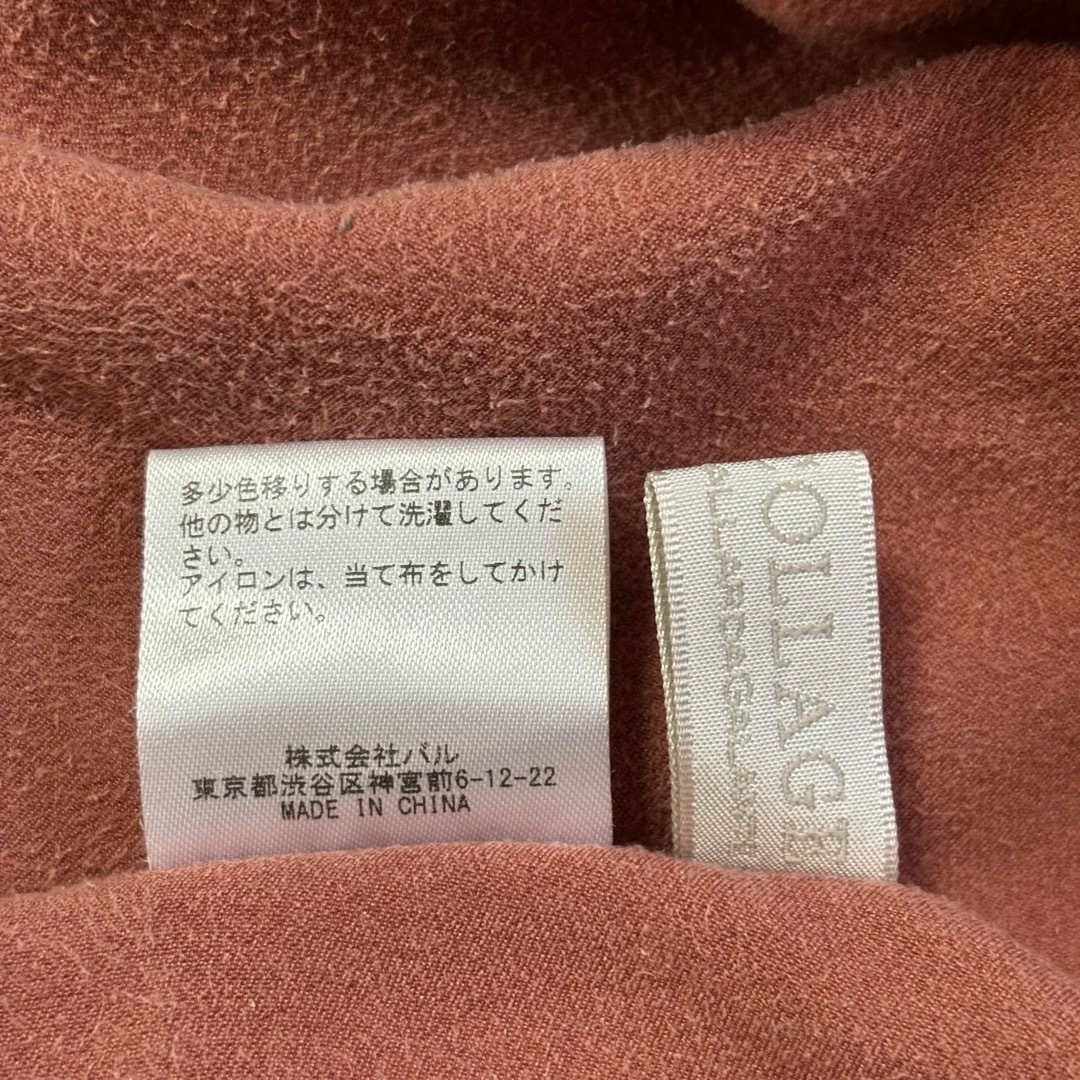 多少色移りする場合があります。
他の物とは分けて洗濯してくだ
さい。
アイロンは、当て布をしてかけ
てください。
株式会社バル
東京都渋谷区神宮前6-12-22
MADE IN CHINA
OLLAGE